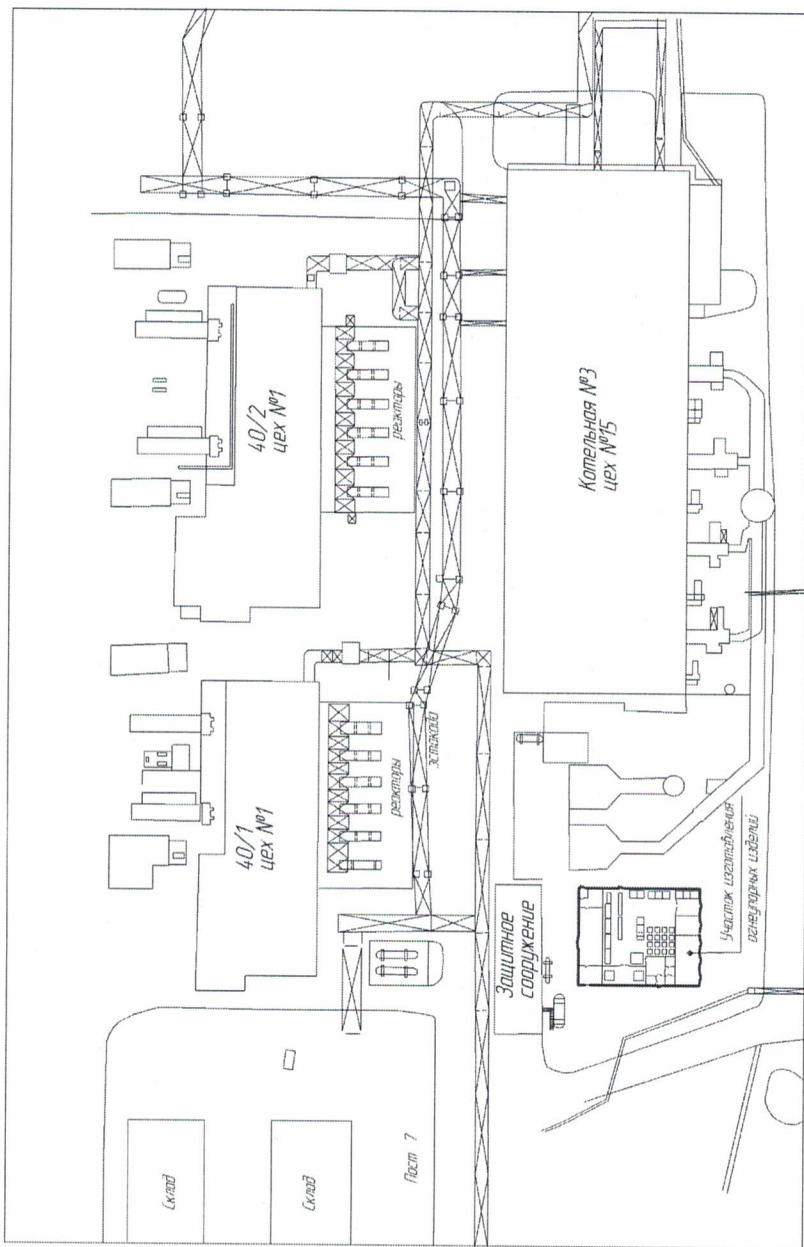 40/2
цех №1
реакторы
Котельная №3
цех №15
40/1
цех №1
реакторы
эстакада
Участок изготовления
огнеупорных изделий
Защитное
сооружение
Склад
Склад
Пост 7